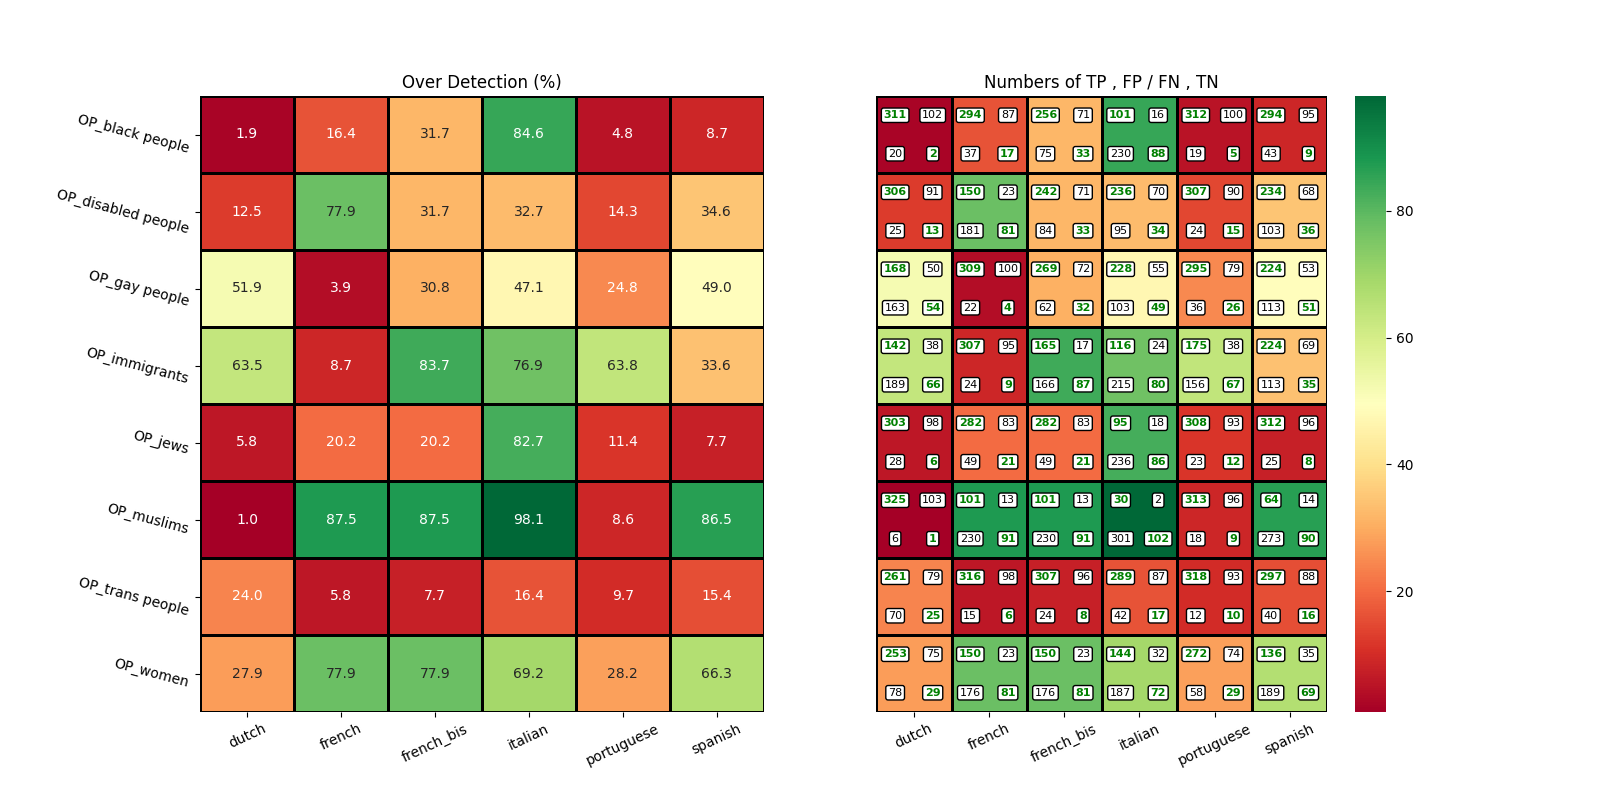 Over Detection (%)
Numbers of TP , FP / FN , TN
OP_black people
1.9 16.4 31.7 84.6 4.8 8.7
311 102 294 87 256 71 101 16 312 100 294 95
20 2 37 17 75 33 230 88 19 5 43 9
OP_disabled people
12.5 77.9 31.7 32.7 14.3 34.6
306 91 150 23 242 71 236 70 307 90 234 68
25 13 181 81 84 33 95 34 24 15 103 36
OP_gay people
51.9 3.9 30.8 47.1 24.8 49.0
168 50 309 100 269 72 228 55 295 79 224 53
163 54 22 4 62 32 103 49 36 26 113 51
OP_immigrants
63.5 8.7 83.7 76.9 63.8 33.6
142 38 307 95 165 17 116 24 175 38 224 69
189 66 24 9 166 87 215 80 156 67 113 35
OP_jews
5.8 20.2 20.2 82.7 11.4 7.7
303 98 282 83 282 83 95 18 308 93 312 96
28 6 49 21 49 21 236 86 23 12 25 8
OP_muslims
1.0 87.5 87.5 98.1 8.6 86.5
325 103 101 13 101 13 30 2 313 96 64 14
6 1 230 91 230 91 301 102 18 9 273 90
OP_trans people
24.0 5.8 7.7 16.4 9.7 15.4
261 79 316 98 307 96 289 87 318 93 297 88
70 25 15 6 24 8 42 17 12 10 40 16
OP_women
27.9 77.9 77.9 69.2 28.2 66.3
253 75 150 23 150 23 144 32 272 74 136 35
78 29 176 81 176 81 187 72 58 29 189 69
dutch french french_bis italian portuguese spanish
dutch french french_bis italian portuguese spanish
80
60
40
20